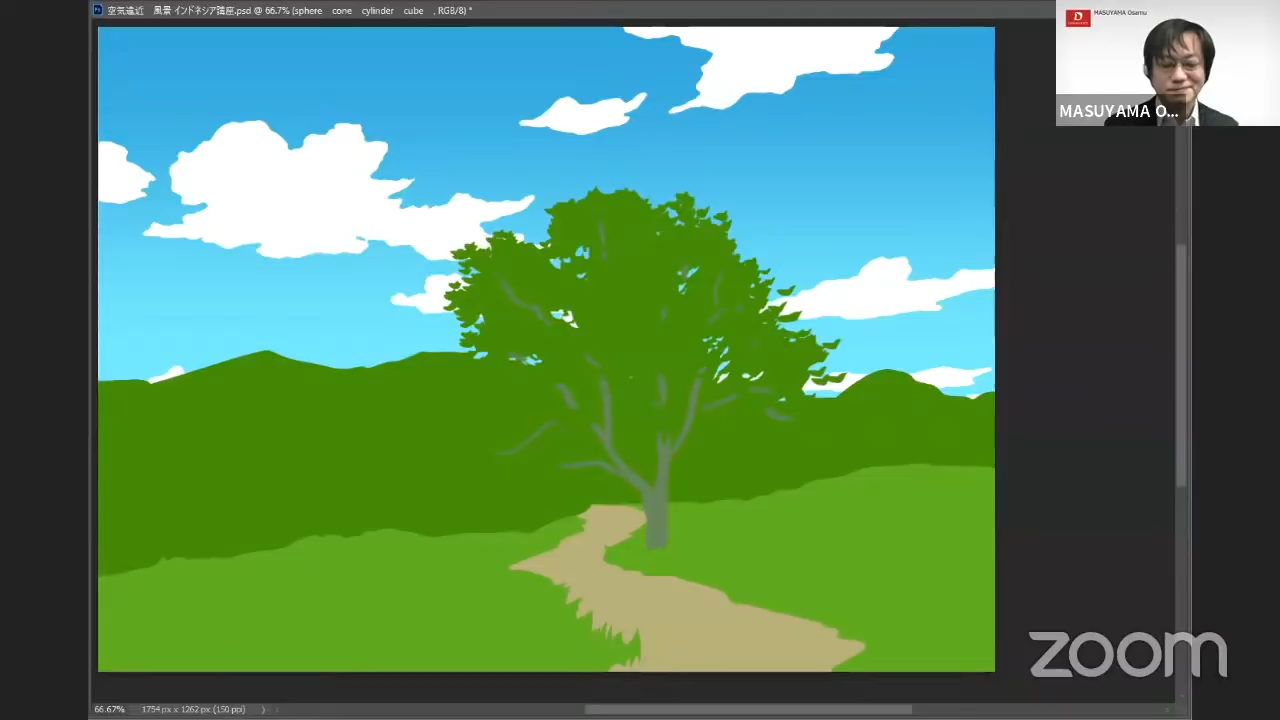 空気遠近 風景 インドネシア講座.psd @ 66.7% (sphere cone cylinder cube , RGB/8) *
MASUYAMA Osamu
MASUYAMA O...
zoom
66.67% 1754 px x 1262 px (150 ppi)